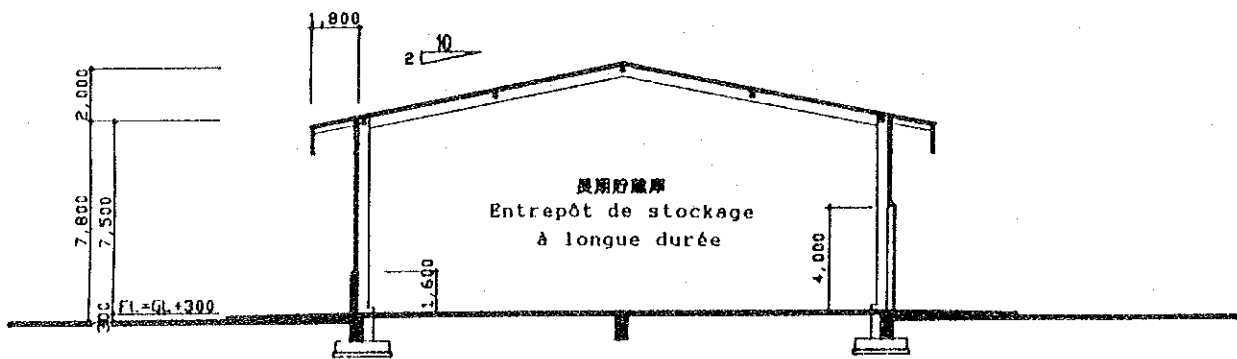 1,800
10
2
2,000
7,800
7,500
300
FL=GL+300
長期貯蔵庫
Entrepôt de stockage
à longue durée
1,600
4,000